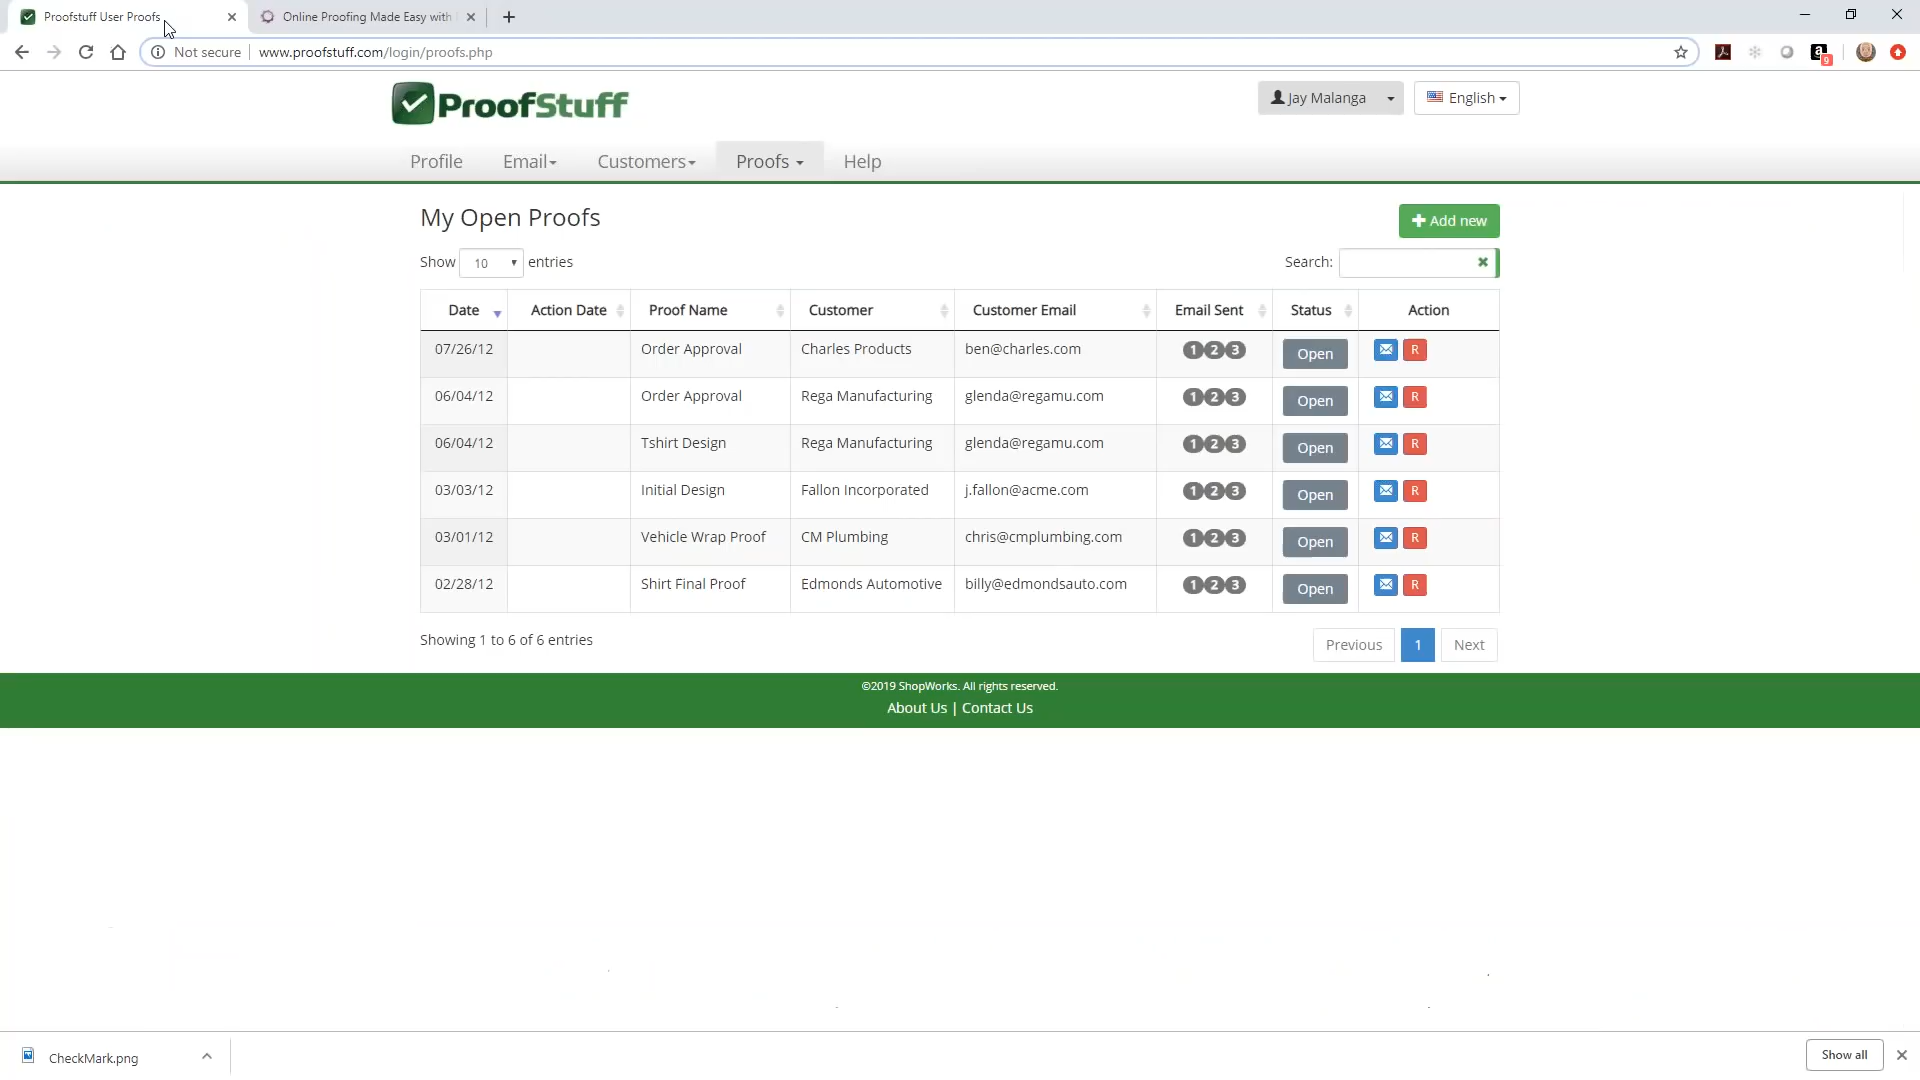 Proofstuff User Proofs
Online Proofing Made Easy with
Not secure www.proofstuff.com/login/proofs.php
a
9
ProofStuff
Jay Malanga
English
Profile Email Customers Proofs Help
My Open Proofs
Add new
Show 10 entries
Search:
Date Action Date Proof Name Customer Customer Email Email Sent Status Action
07/26/12 Order Approval Charles Products ben@charles.com 1 2 3 Open R
06/04/12 Order Approval Rega Manufacturing glenda@regamu.com 1 2 3 Open R
06/04/12 Tshirt Design Rega Manufacturing glenda@regamu.com 1 2 3 Open R
03/03/12 Initial Design Fallon Incorporated j.fallon@acme.com 1 2 3 Open R
03/01/12 Vehicle Wrap Proof CM Plumbing chris@cmplumbing.com 1 2 3 Open R
02/28/12 Shirt Final Proof Edmonds Automotive billy@edmondsauto.com 1 2 3 Open R
Showing 1 to 6 of 6 entries
Previous 1 Next
©2019 ShopWorks. All rights reserved.
About Us | Contact Us
CheckMark.png
Show all